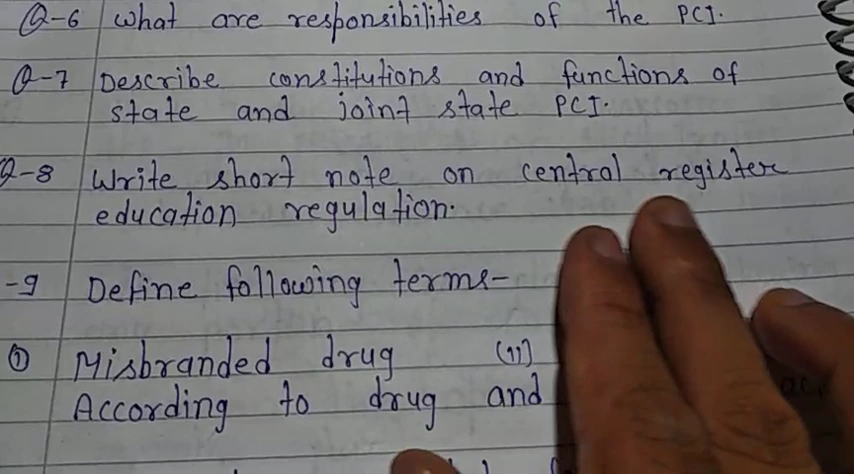 Q-6 What are responsibilities of the PCI.
Q-7 Describe constitutions and functions of
state and joint state PCI.
Q-8 Write short note on central register
education regulation.
-9 Define following terms-
① Misbranded drug (11)
According to drug and